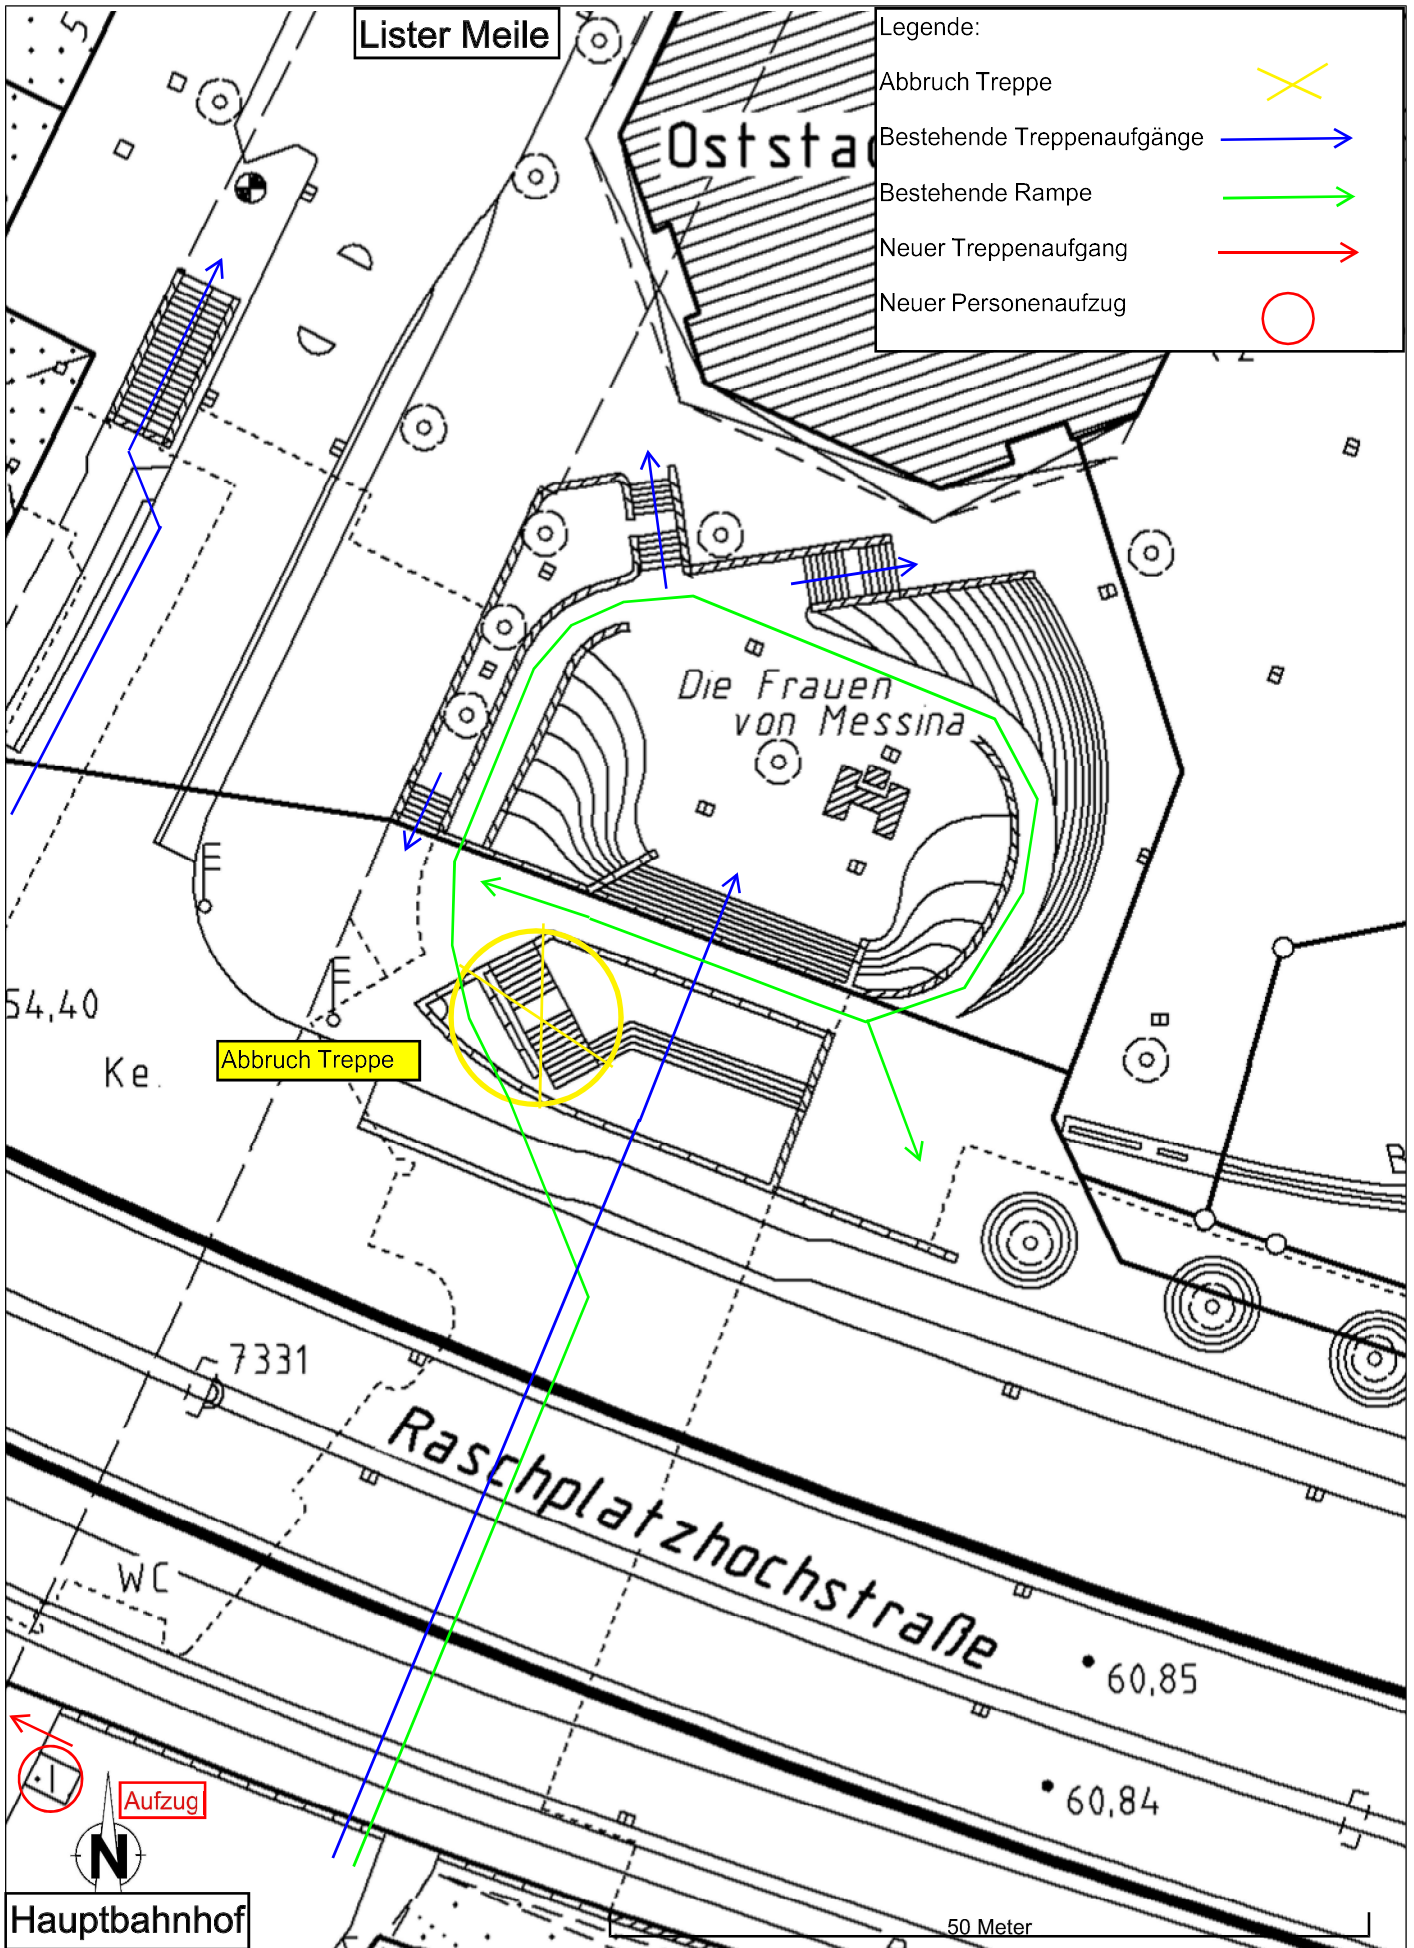 Lister Meile
Legende:
Abbruch Treppe
Bestehende Treppenaufgänge
Bestehende Rampe
Neuer Treppenaufgang
Neuer Personenaufzug
Die Frauen
von Messina
54,40
Ke.
Abbruch Treppe
7331
Raschplatzhochstraße
WC
60,85
60,84
Aufzug
N
Hauptbahnhof
50 Meter